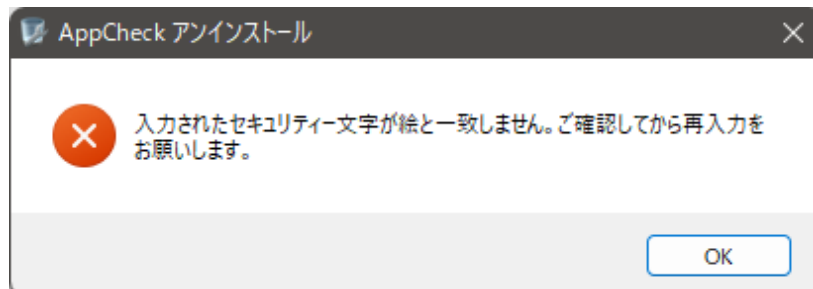 AppCheck アンインストール
入力されたセキュリティー文字が絵と一致しません。ご確認してから再入力を
お願いします。
OK